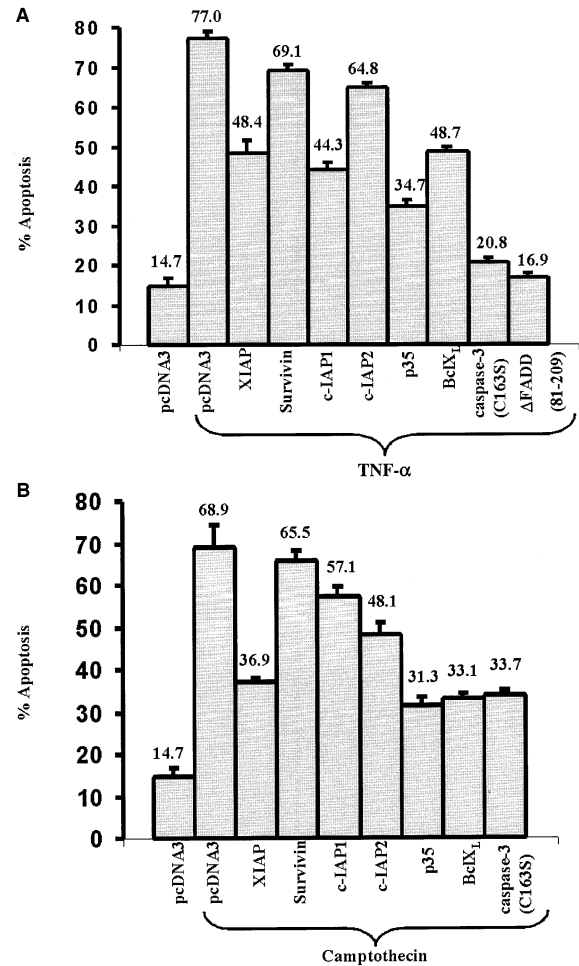 A
% Apoptosis
80
70
60
50
40
30
20
10
0
14.7
77.0
48.4
69.1
44.3
64.8
34.7
48.7
20.8
16.9
pcDNA3
pcDNA3
XIAP
Survivin
c-IAP1
c-IAP2
p35
BclXL
caspase-3
(C163S)
ΔFADD
(81-209)
TNF-α
B
% Apoptosis
80
70
60
50
40
30
20
10
0
14.7
68.9
36.9
65.5
57.1
48.1
31.3
33.1
33.7
pcDNA3
pcDNA3
XIAP
Survivin
c-IAP1
c-IAP2
p35
BclXL
caspase-3
(C163S)
Camptothecin